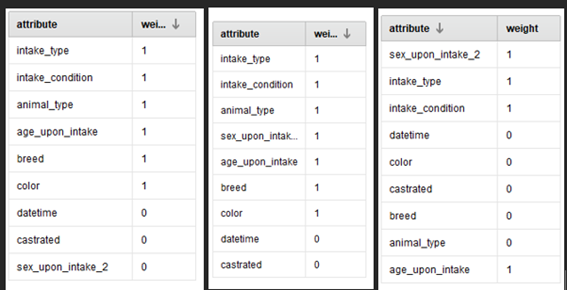 attribute wei... ↓
intake_type 1
intake_condition 1
animal_type 1
age_upon_intake 1
breed 1
color 1
datetime 0
castrated 0
sex_upon_intake_2 0
attribute wei... ↓
intake_type 1
intake_condition 1
animal_type 1
sex_upon_intak... 1
age_upon_intake 1
breed 1
color 1
datetime 0
castrated 0
attribute ↓ weight
sex_upon_intake_2 1
intake_type 1
intake_condition 1
datetime 0
color 0
castrated 0
breed 0
animal_type 0
age_upon_intake 1